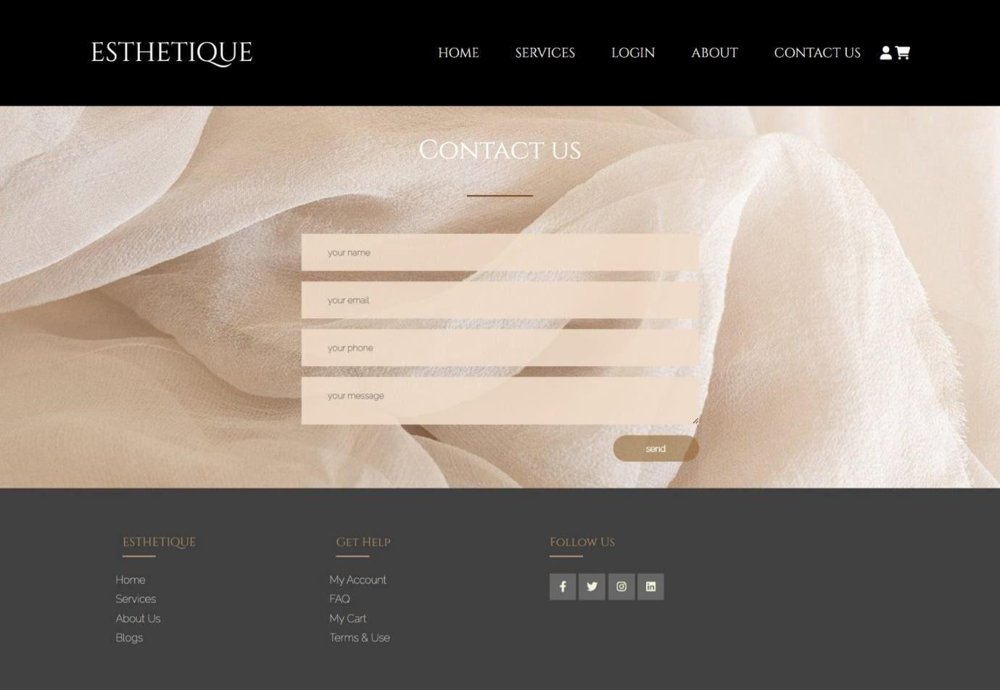 ESTHETIQUE
HOME SERVICES LOGIN ABOUT CONTACT US
Contact us
your name
your email
your phone
your message
send
ESTHETIQUE
Home
Services
About Us
Blogs
Get Help
My Account
FAQ
My Cart
Terms & Use
Follow Us